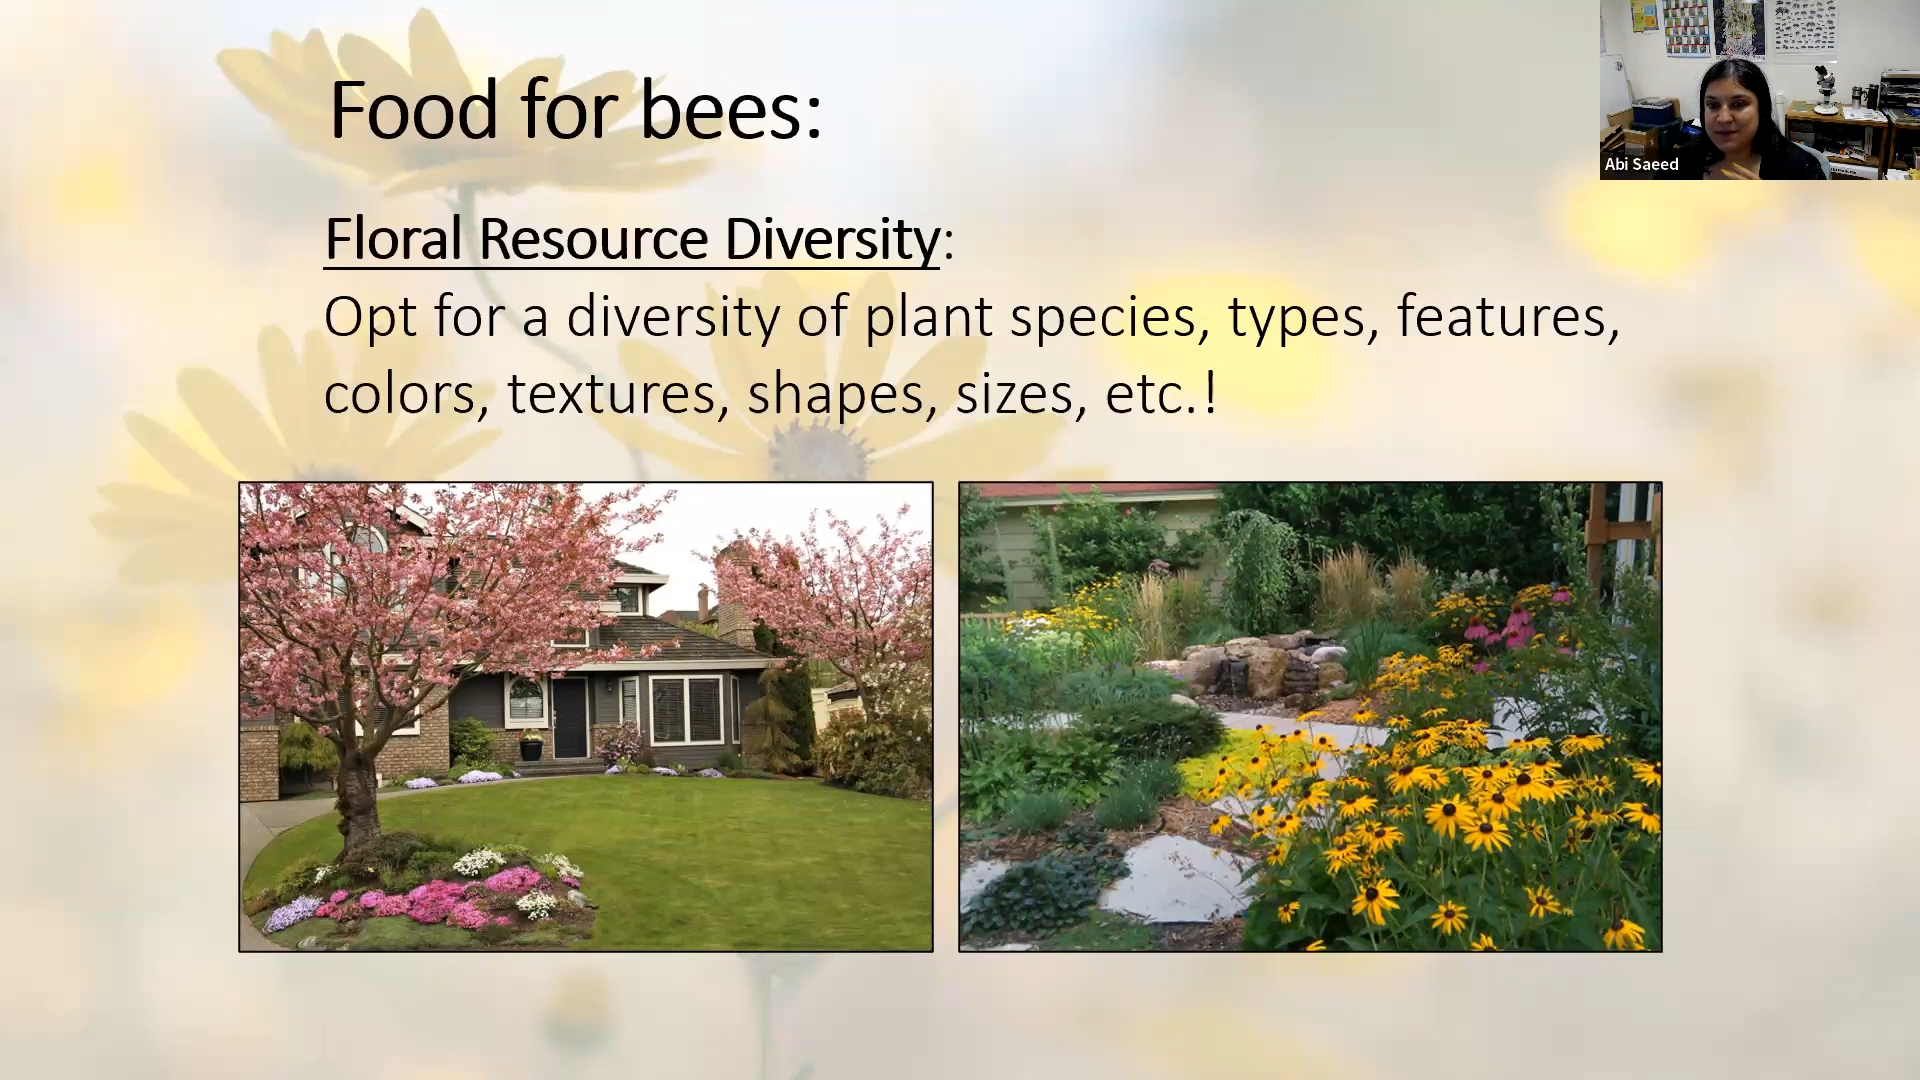 Food for bees:
Abi Saeed
Floral Resource Diversity:
Opt for a diversity of plant species, types, features,
colors, textures, shapes, sizes, etc.!